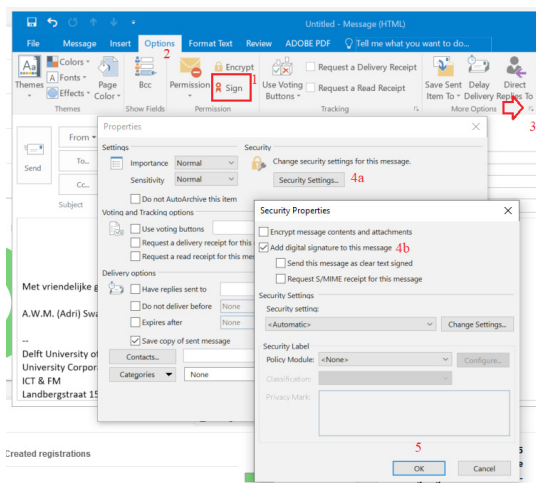 Untitled - Message (HTML)
File Message Insert Options Format Text Review ADOBE PDF Tell me what you want to do...
2
Aa Colors
Fonts
Effects
Themes
Page
Color
Themes
Bcc
Show Fields
Permission
Encrypt
1
Sign
Permission
Use Voting
Buttons
Request a Delivery Receipt
Request a Read Receipt
Tracking
Save Sent
Item To
Delay
Delivery
Direct
Replies To
More Options
3
Send
From
To...
Cc...
Subject
Met vriendelijke g
A.W.M. (Adri) Swa
--
Delft University of
University Corpor
ICT & FM
Landbergstraat 15
Created registrations
Properties
Settings
Importance Normal
Sensitivity Normal
Do not AutoArchive this item
Security
Change security settings for this message.
Security Settings...
4a
Voting and Tracking options
Use voting buttons
Request a delivery receipt for this
Request a read receipt for this mes
Delivery options
Have replies sent to
Do not deliver before None
Expires after None
Save copy of sent message
Contacts...
Categories None
Security Properties
Encrypt message contents and attachments
Add digital signature to this message 4b
Send this message as clear text signed
Request S/MIME receipt for this message
Security Settings
Security setting:
<Automatic> Change Settings...
Security Label
Policy Module: <None> Configure...
Classification:
Privacy Mark:
5
OK Cancel